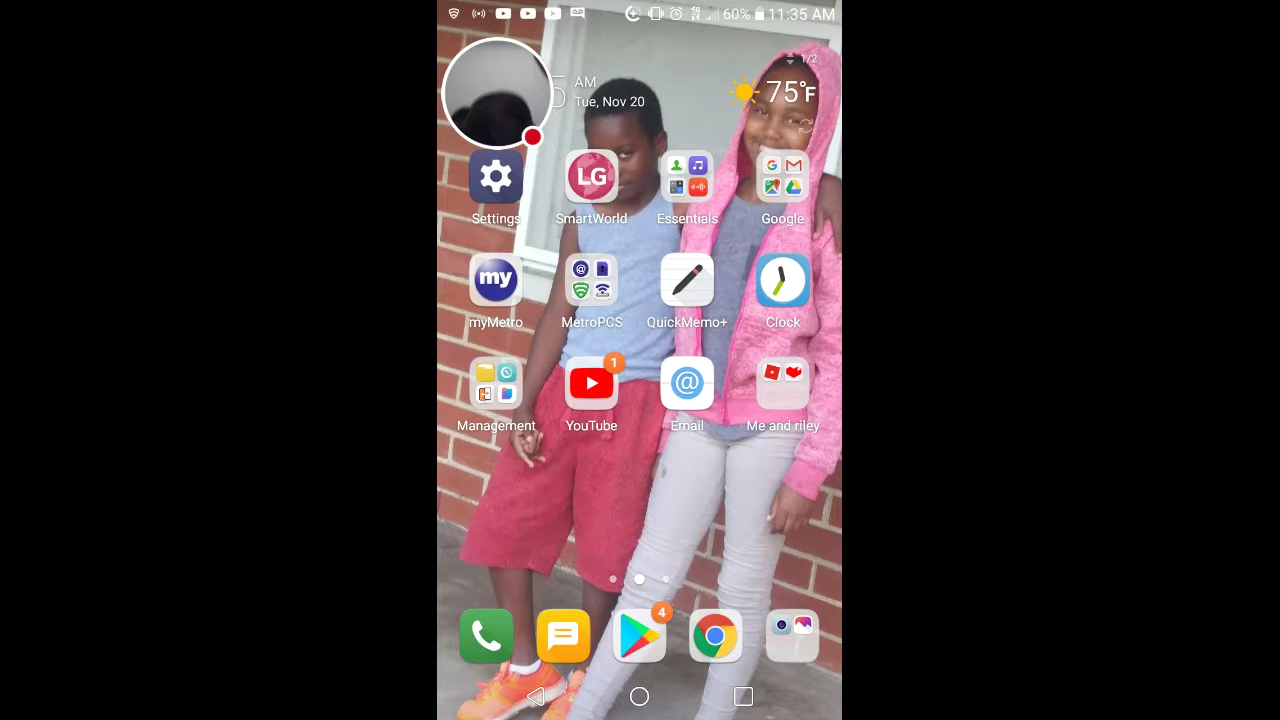 60% 11:35 AM
1/2
AM
75°F
Tue, Nov 20
LG
Settings
SmartWorld
Essentials
Google
my
myMetro
MetroPCS
QuickMemo+
Clock
1
@
Management
YouTube
Email
Me and riley
4